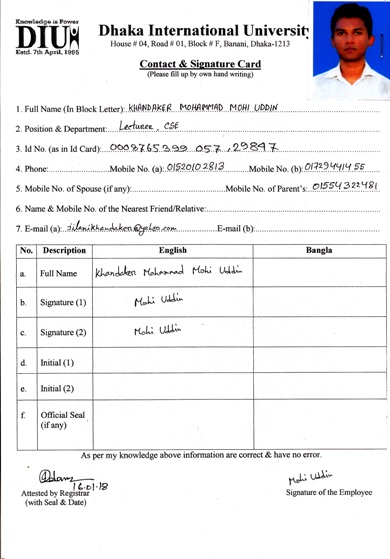 Knowledge is Power
DIU
Estd. 7th April, 1995
Dhaka International University
House # 04, Road # 01, Block # F, Banani, Dhaka-1213
Contact & Signature Card
(Please fill up by own hand writing)
1. Full Name (In Block Letter): KHANDAKER MOHAMMAD MOHI UDDIN
2. Position & Department: Lecturer, CSE
3. Id No. (as in Id Card): 0008765399 057,29847
4. Phone: Mobile No. (a): 01520102813 Mobile No. (b): 01729441455
5. Mobile No. of Spouse (if any): Mobile No. of Parent's: 01554322481
6. Name & Mobile No. of the Nearest Friend/Relative:
7. E-mail (a): jilanikhandaker@yahoo.com E-mail (b):
No. Description English Bangla
a. Full Name Khandaker Mohammad Mohi Uddin
b. Signature (1) Mohi Uddin
c. Signature (2) Mohi Uddin
d. Initial (1)
e. Initial (2)
f. Official Seal
(if any)
As per my knowledge above information are correct & have no error.
16.01.18
Mohi Uddin
Attested by Registrar
(with Seal & Date)
Signature of the Employee